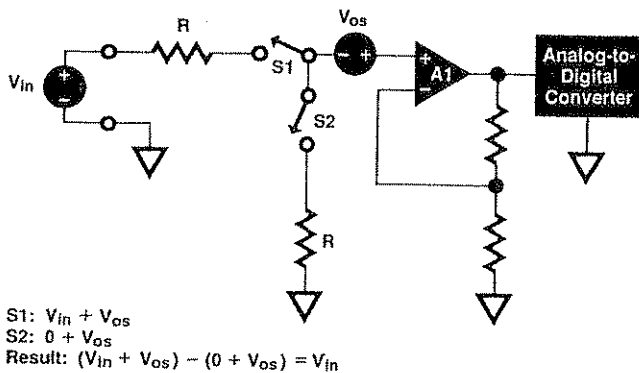 R
Vos
Vin
S1
A1
Analog-to-
Digital
Converter
S2
R
S1: Vin + Vos
S2: 0 + Vos
Result: (Vin + Vos) − (0 + Vos) = Vin